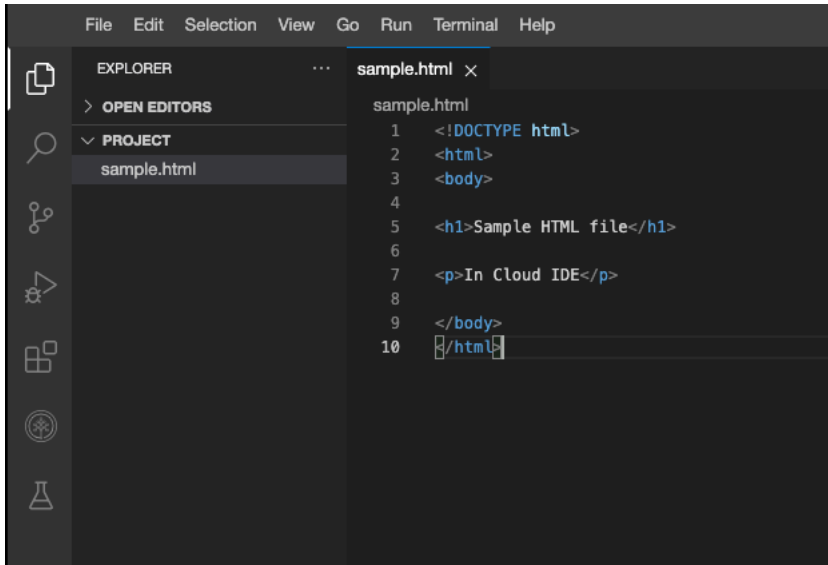 File Edit Selection View Go Run Terminal Help
EXPLORER ...
OPEN EDITORS
PROJECT
sample.html
sample.html ×
sample.html
1 <!DOCTYPE html>
2 <html>
3 <body>
4
5 <h1>Sample HTML file</h1>
6
7 <p>In Cloud IDE</p>
8
9 </body>
10 </html>